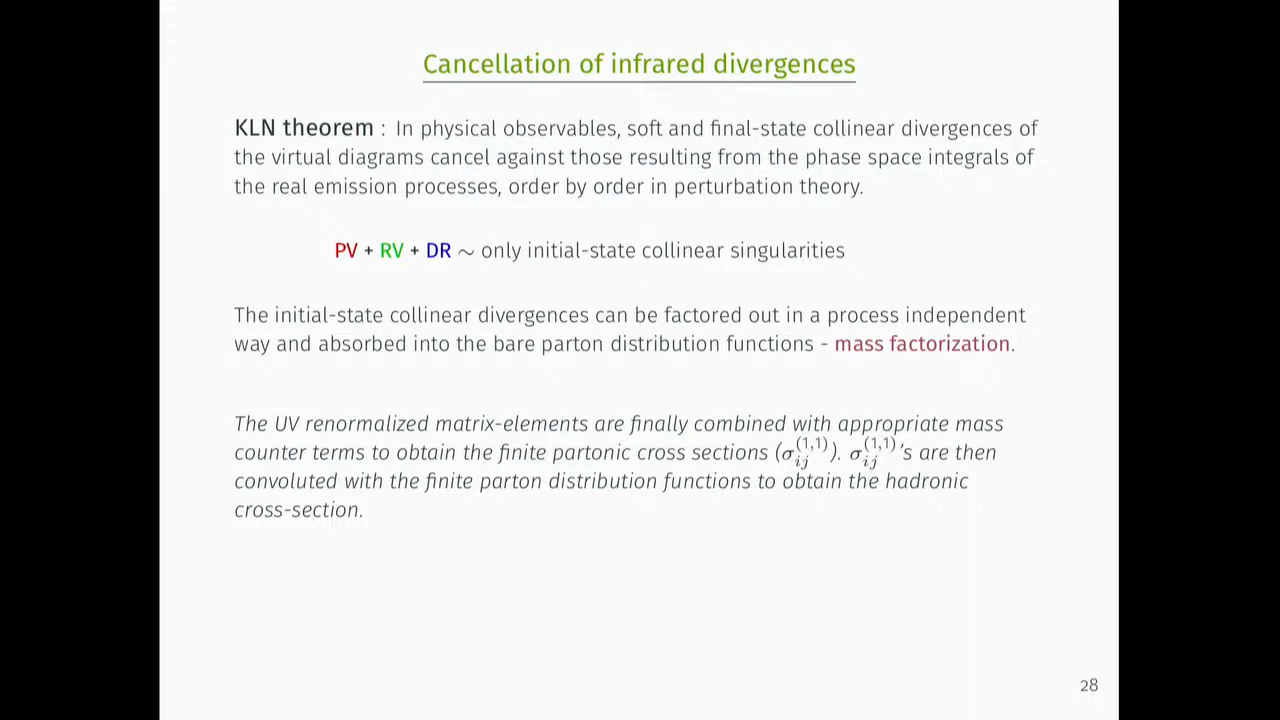 Cancellation of infrared divergences
KLN theorem : In physical observables, soft and final-state collinear divergences of
the virtual diagrams cancel against those resulting from the phase space integrals of
the real emission processes, order by order in perturbation theory.
PV + RV + DR ∼ only initial-state collinear singularities
The initial-state collinear divergences can be factored out in a process independent
way and absorbed into the bare parton distribution functions - mass factorization.
The UV renormalized matrix-elements are finally combined with appropriate mass
counter terms to obtain the finite partonic cross sections (σ_{ij}^{(1,1)}). σ_{ij}^{(1,1)}'s are then
convoluted with the finite parton distribution functions to obtain the hadronic
cross-section.
28